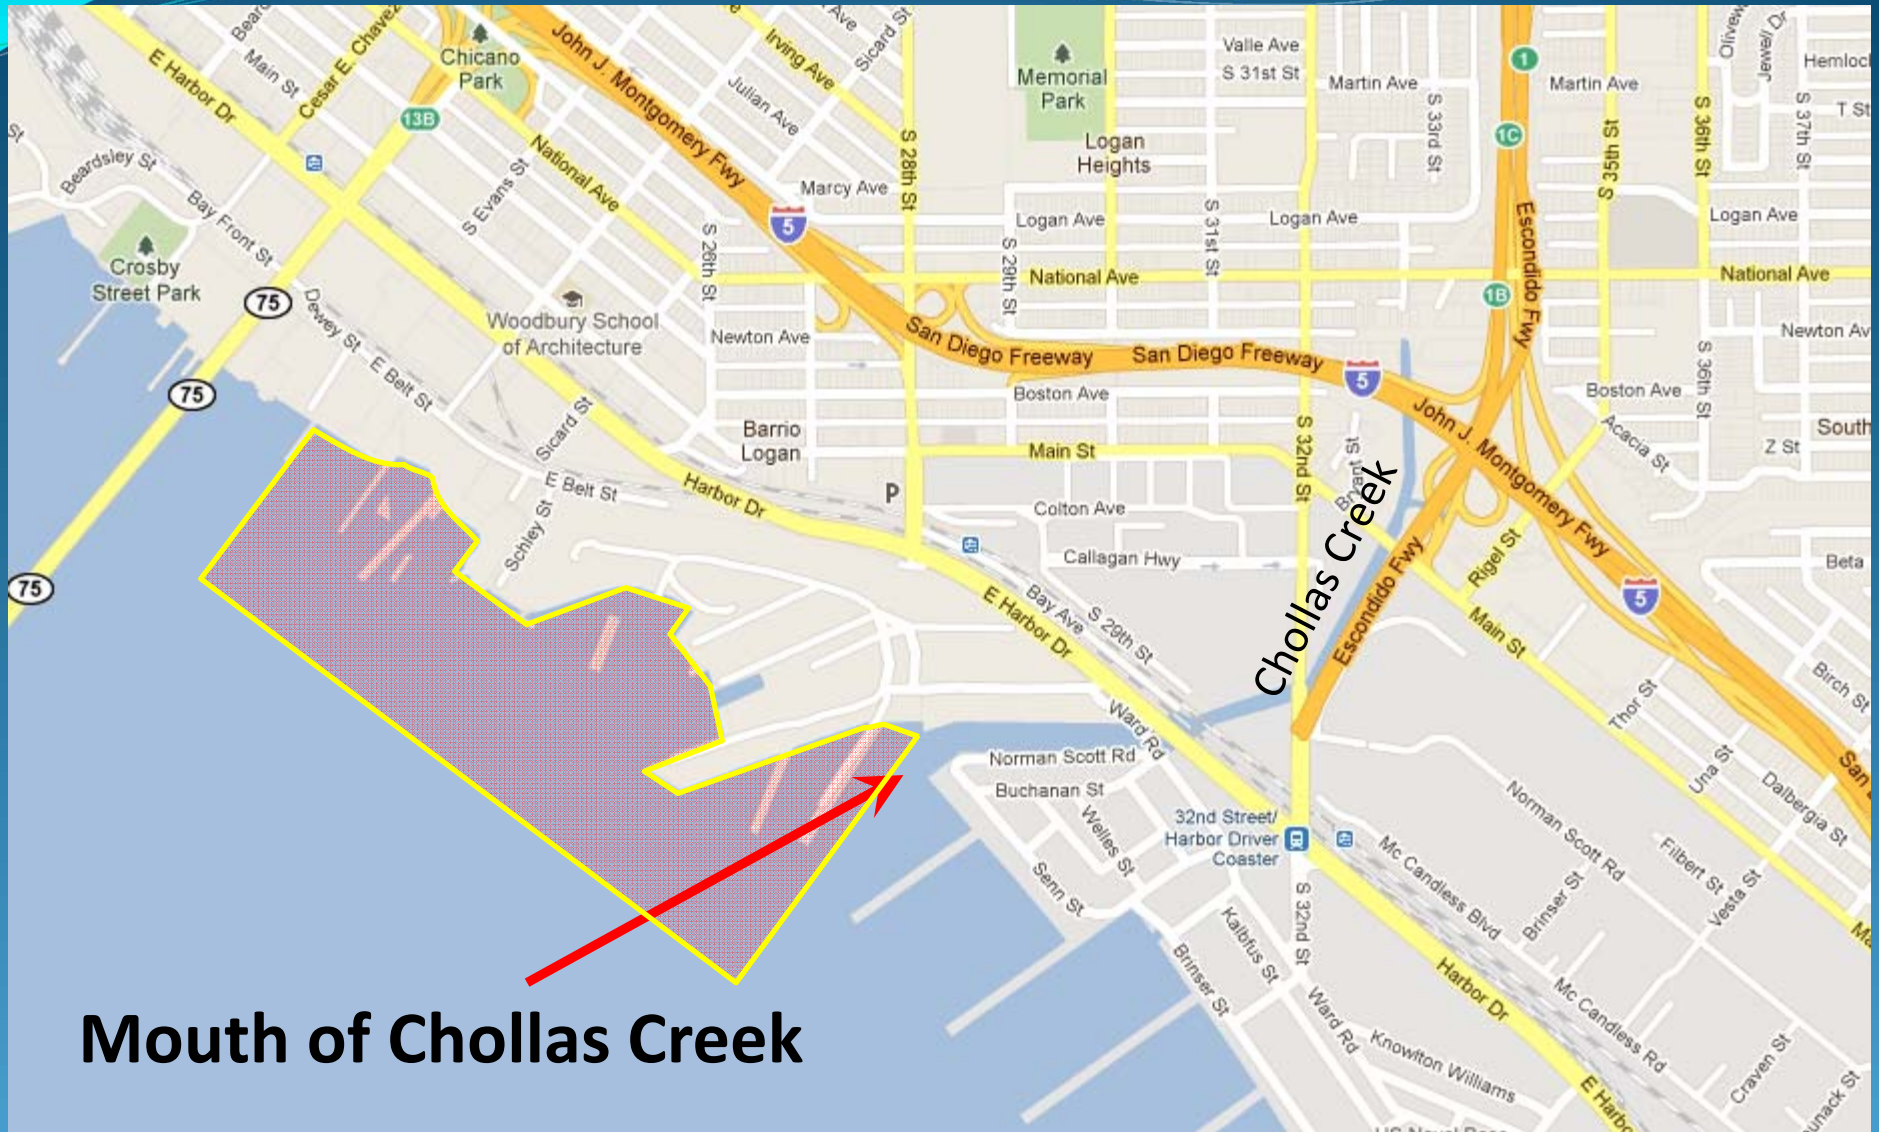 E Harbor Dr
Main St
Cesar E. Chavez
Chicano
Park
13B
John J. Montgomery Fwy
Irving Ave
Ave
Sicard St
Julian Ave
National Ave
S Evans St
Beardsley St
St
Bay Front St
Crosby
Street Park
75
75
75
Dewey St
E Belt St
Woodbury School
of Architecture
Marcy Ave
5
S 28th St
S 26th St
Newton Ave
Memorial
Park
Logan
Heights
Valle Ave
S 31st St
Martin Ave
S 33rd St
Logan Ave
Logan Ave
S 29th St
S 31st St
National Ave
1
1C
1B
Martin Ave
S 35th St
S 36th St
Jewell Dr
S 37th St
T St
Logan Ave
National Ave
Escondido Fwy
San Diego Freeway
San Diego Freeway
5
Boston Ave
Boston Ave
S 36th St
Acacia St
Z St
South
John J. Montgomery Fwy
Sicard St
Barrio
Logan
Main St
S 32nd St
E Belt St
Schley St
Harbor Dr
P
Colton Ave
Callagan Hwy
Chollas Creek
Escondido Fwy
Rigel St
5
Beta
E Harbor Dr
Bay Ave
S 29th St
Main St
Birch St
Thor St
Una St
Dalbergia St
San
Ward Rd
Norman Scott Rd
Buchanan St
Welles St
Senn St
32nd Street/
Harbor Driver
Coaster
S 32nd St
Mc Candless Blvd
Norman Scott Rd
Filbert St
Vesta St
Brinser St
Kalbfus St
Brinser St
Ward Rd
Harbor Dr
Mc Candless Rd
Knowlton Williams
Craven St
Mouth of Chollas Creek